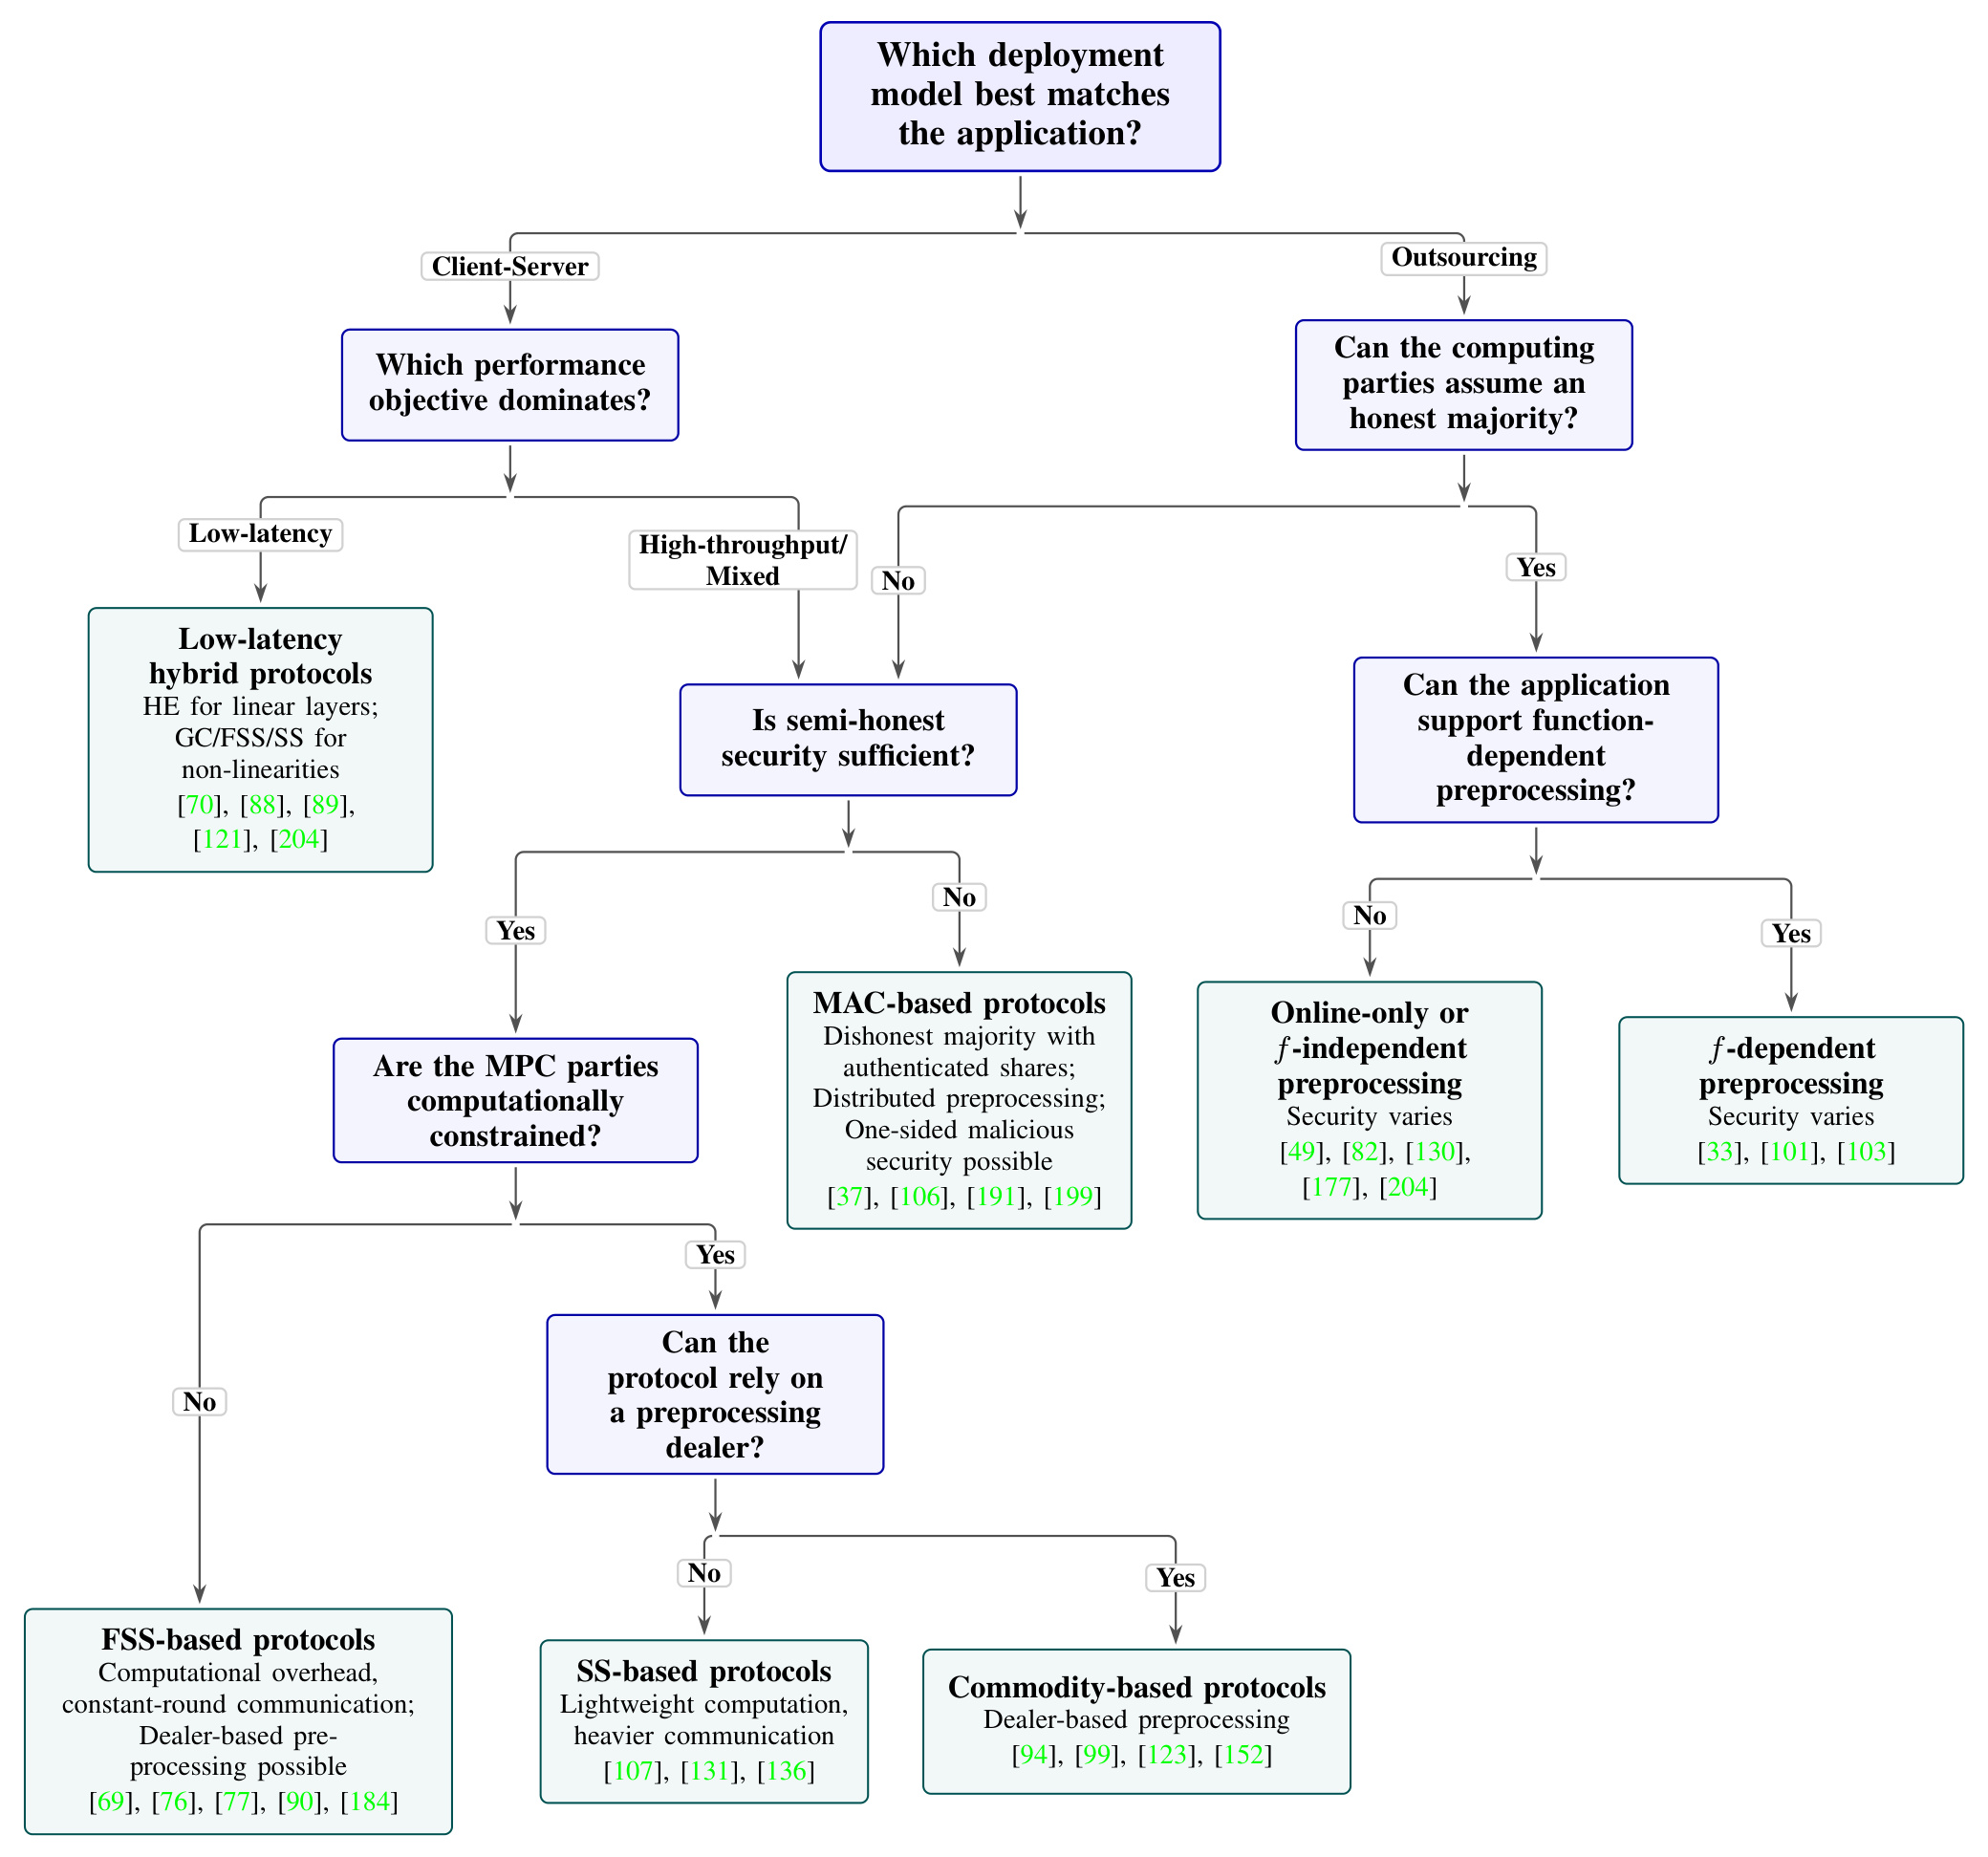 Which deployment
model best matches
the application?
Client-Server
Outsourcing
Which performance
objective dominates?
Can the computing
parties assume an
honest majority?
Low-latency
High-throughput/
Mixed
No
Yes
Low-latency
hybrid protocols
HE for linear layers;
GC/FSS/SS for
non-linearities
[70], [88], [89],
[121], [204]
Is semi-honest
security sufficient?
Can the application
support function-
dependent
preprocessing?
Yes
No
No
Yes
Are the MPC parties
computationally
constrained?
MAC-based protocols
Dishonest majority with
authenticated shares;
Distributed preprocessing;
One-sided malicious
security possible
[37], [106], [191], [199]
Online-only or
f-independent
preprocessing
Security varies
[49], [82], [130],
[177], [204]
f-dependent
preprocessing
Security varies
[33], [101], [103]
No
Yes
Can the
protocol rely on
a preprocessing
dealer?
No
Yes
FSS-based protocols
Computational overhead,
constant-round communication;
Dealer-based pre-
processing possible
[69], [76], [77], [90], [184]
SS-based protocols
Lightweight computation,
heavier communication
[107], [131], [136]
Commodity-based protocols
Dealer-based preprocessing
[94], [99], [123], [152]